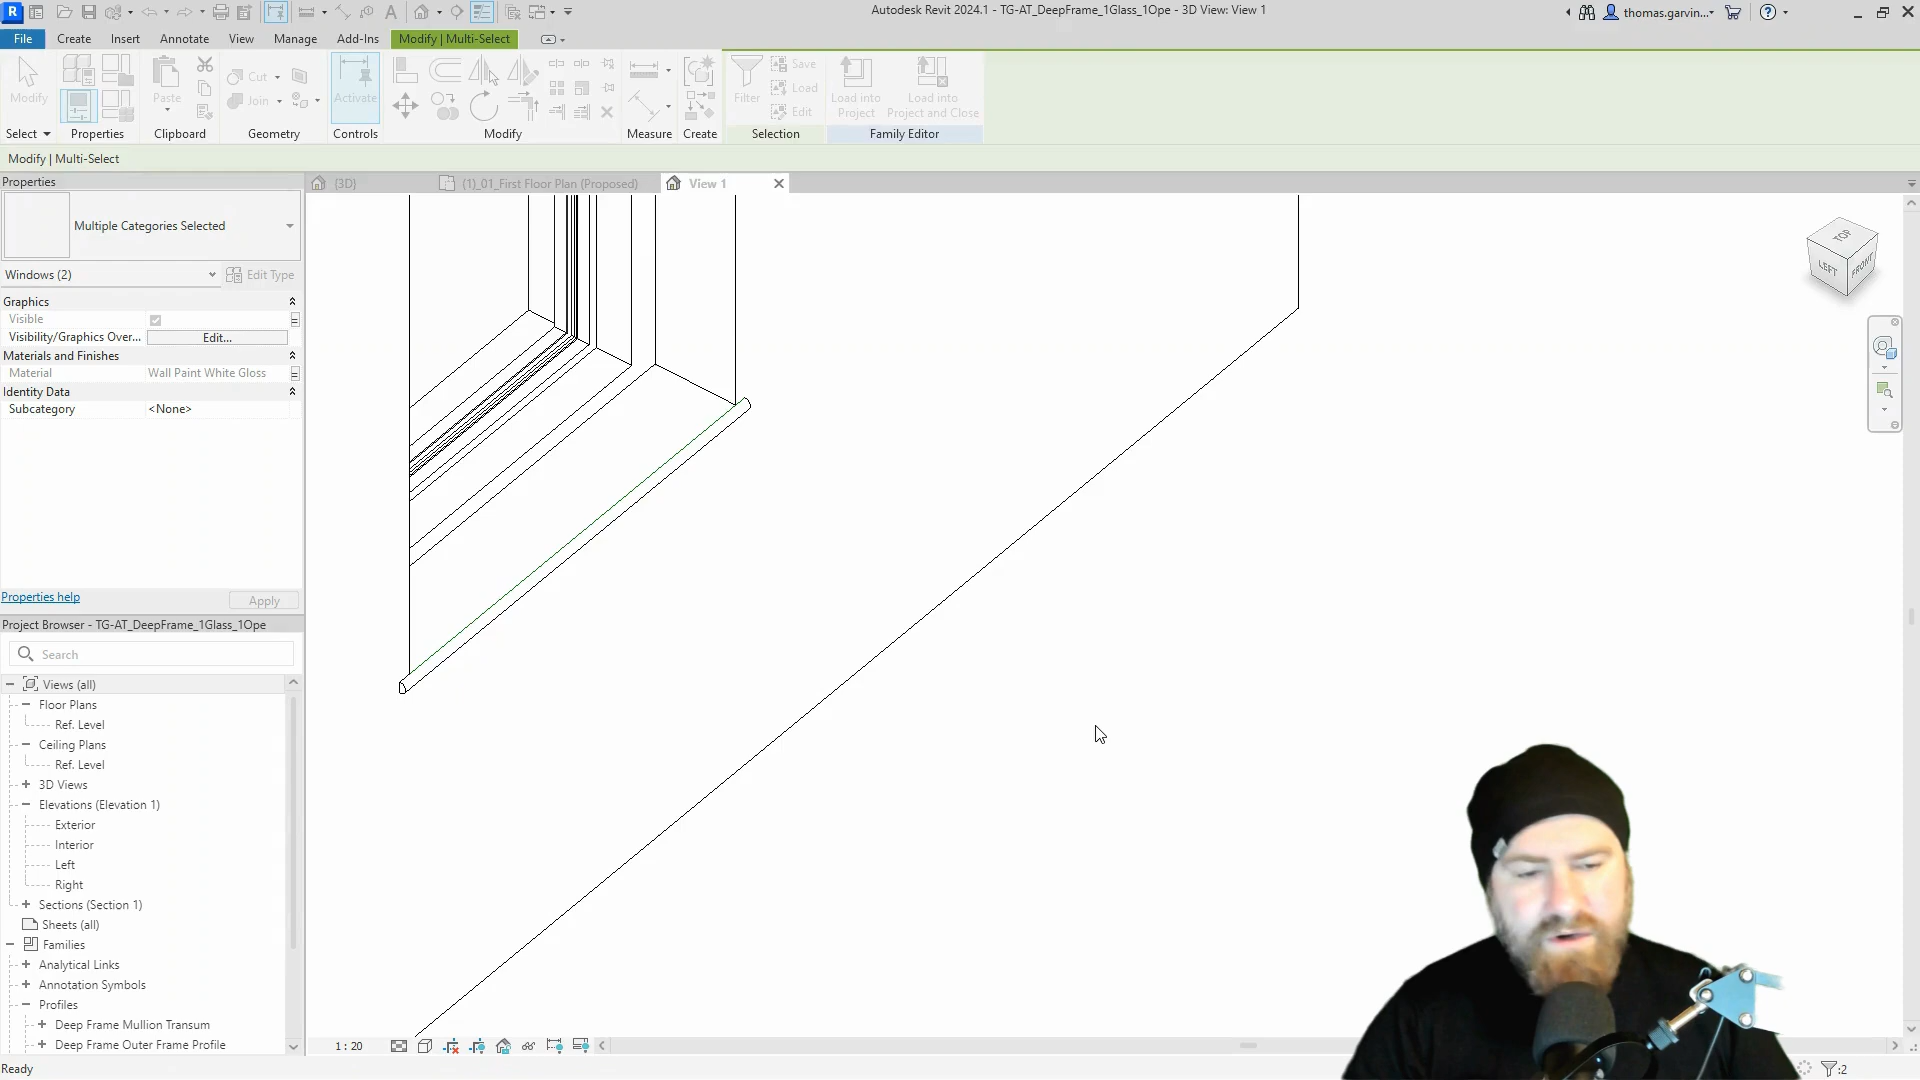 Autodesk Revit 2024.1 - TG-AT_DeepFrame_1Glass_1Ope - 3D View: View 1
thomas.garvin...
File Create Insert Annotate View Manage Add-Ins Modify | Multi-Select
Modify
Paste
Cut
Join
Activate
Filter
Save
Load
Edit
Load into
Project
Load into
Project and Close
Select Properties Clipboard Geometry Controls Modify Measure Create Selection Family Editor
Modify | Multi-Select
Properties
{3D}
(1)_01_First Floor Plan (Proposed)
View 1
Multiple Categories Selected
Windows (2)
Edit Type
Graphics
Visible
Visibility/Graphics Over... Edit...
Materials and Finishes
Material Wall Paint White Gloss
Identity Data
Subcategory <None>
Properties help
Apply
Project Browser - TG-AT_DeepFrame_1Glass_1Ope
Search
Views (all)
Floor Plans
Ref. Level
Ceiling Plans
Ref. Level
3D Views
Elevations (Elevation 1)
Exterior
Interior
Left
Right
Sections (Section 1)
Sheets (all)
Families
Analytical Links
Annotation Symbols
Profiles
Deep Frame Mullion Transum
Deep Frame Outer Frame Profile
TOP
LEFT
FRONT
1 : 20
Ready
:2